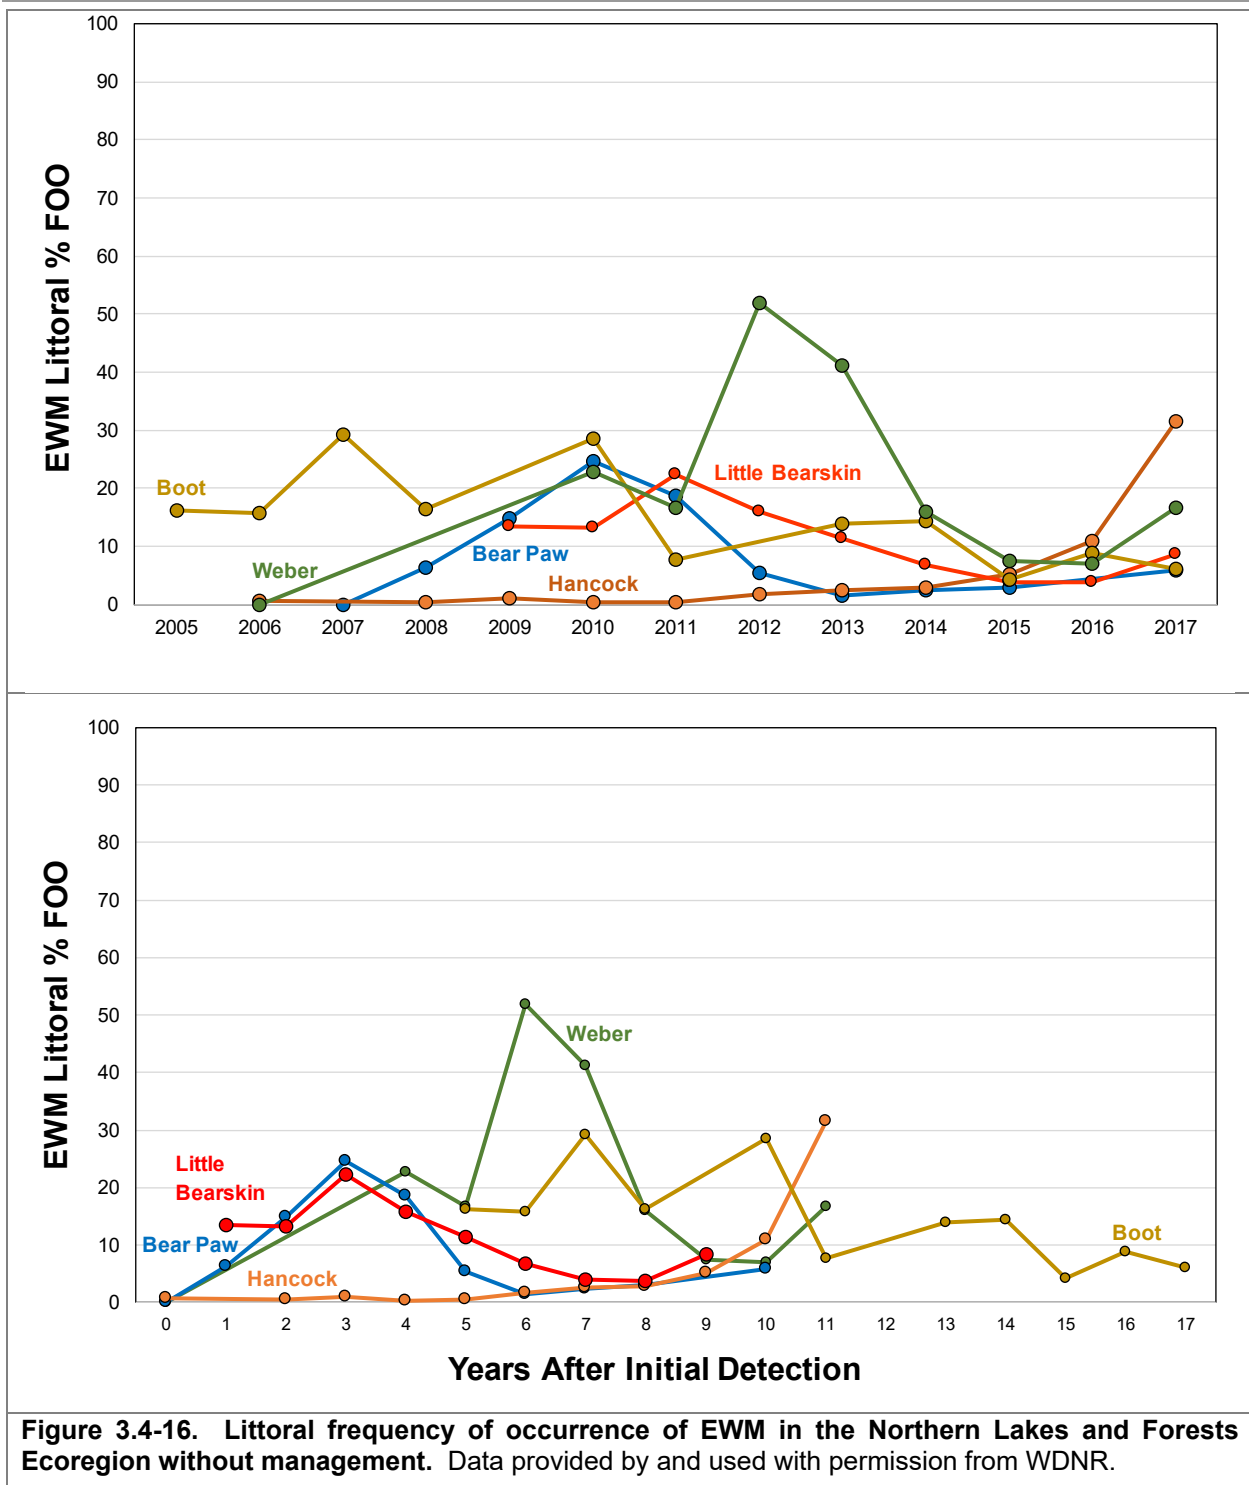 100
90
80
70
60
50
40
30
20
10
0
EWM Littoral % FOO
Boot
Weber
Bear Paw
Hancock
Little Bearskin
2005 2006 2007 2008 2009 2010 2011 2012 2013 2014 2015 2016 2017
100
90
80
70
60
50
40
30
20
10
0
EWM Littoral % FOO
Weber
Little
Bearskin
Bear Paw
Hancock
Boot
0 1 2 3 4 5 6 7 8 9 10 11 12 13 14 15 16 17
Years After Initial Detection
Figure 3.4-16. Littoral frequency of occurrence of EWM in the Northern Lakes and Forests
Ecoregion without management. Data provided by and used with permission from WDNR.